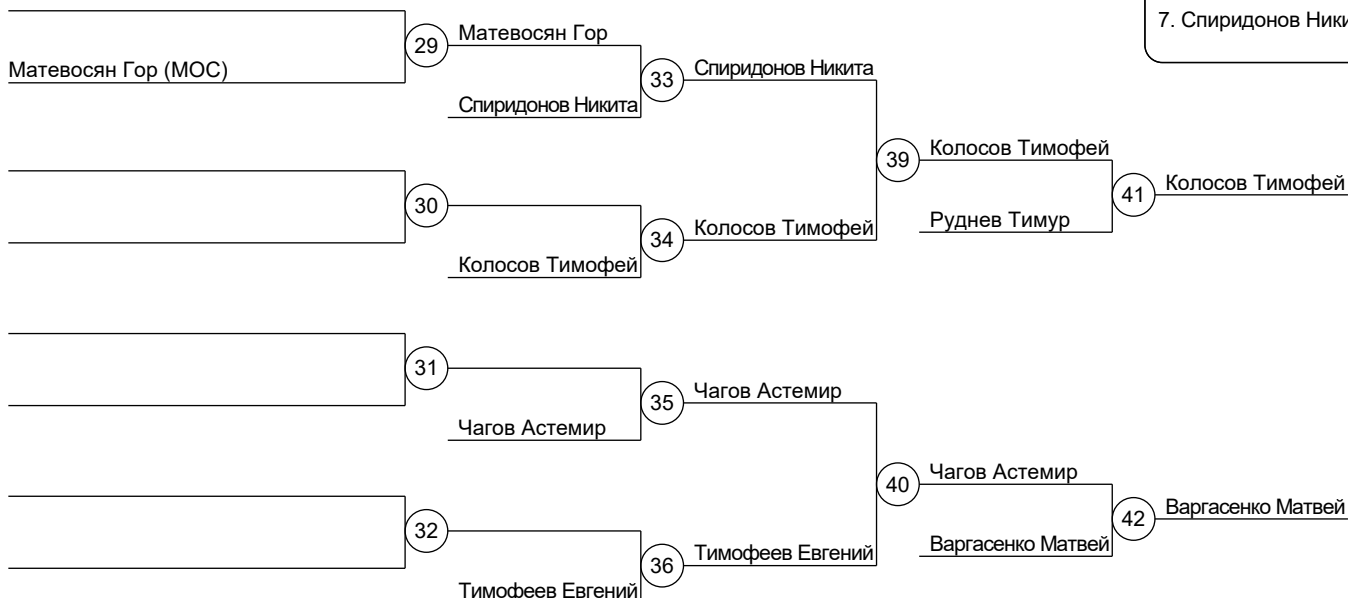 7. Спиридонов Ники
29
Матевосян Гор
Матевосян Гор (МОС)
33
Спиридонов Никита
Спиридонов Никита
39
Колосов Тимофей
30
34
Колосов Тимофей
Колосов Тимофей
Руднев Тимур
41
Колосов Тимофей
31
35
Чагов Астемир
Чагов Астемир
40
Чагов Астемир
32
36
Тимофеев Евгений
Тимофеев Евгений
Варгасенко Матвей
42
Варгасенко Матвей